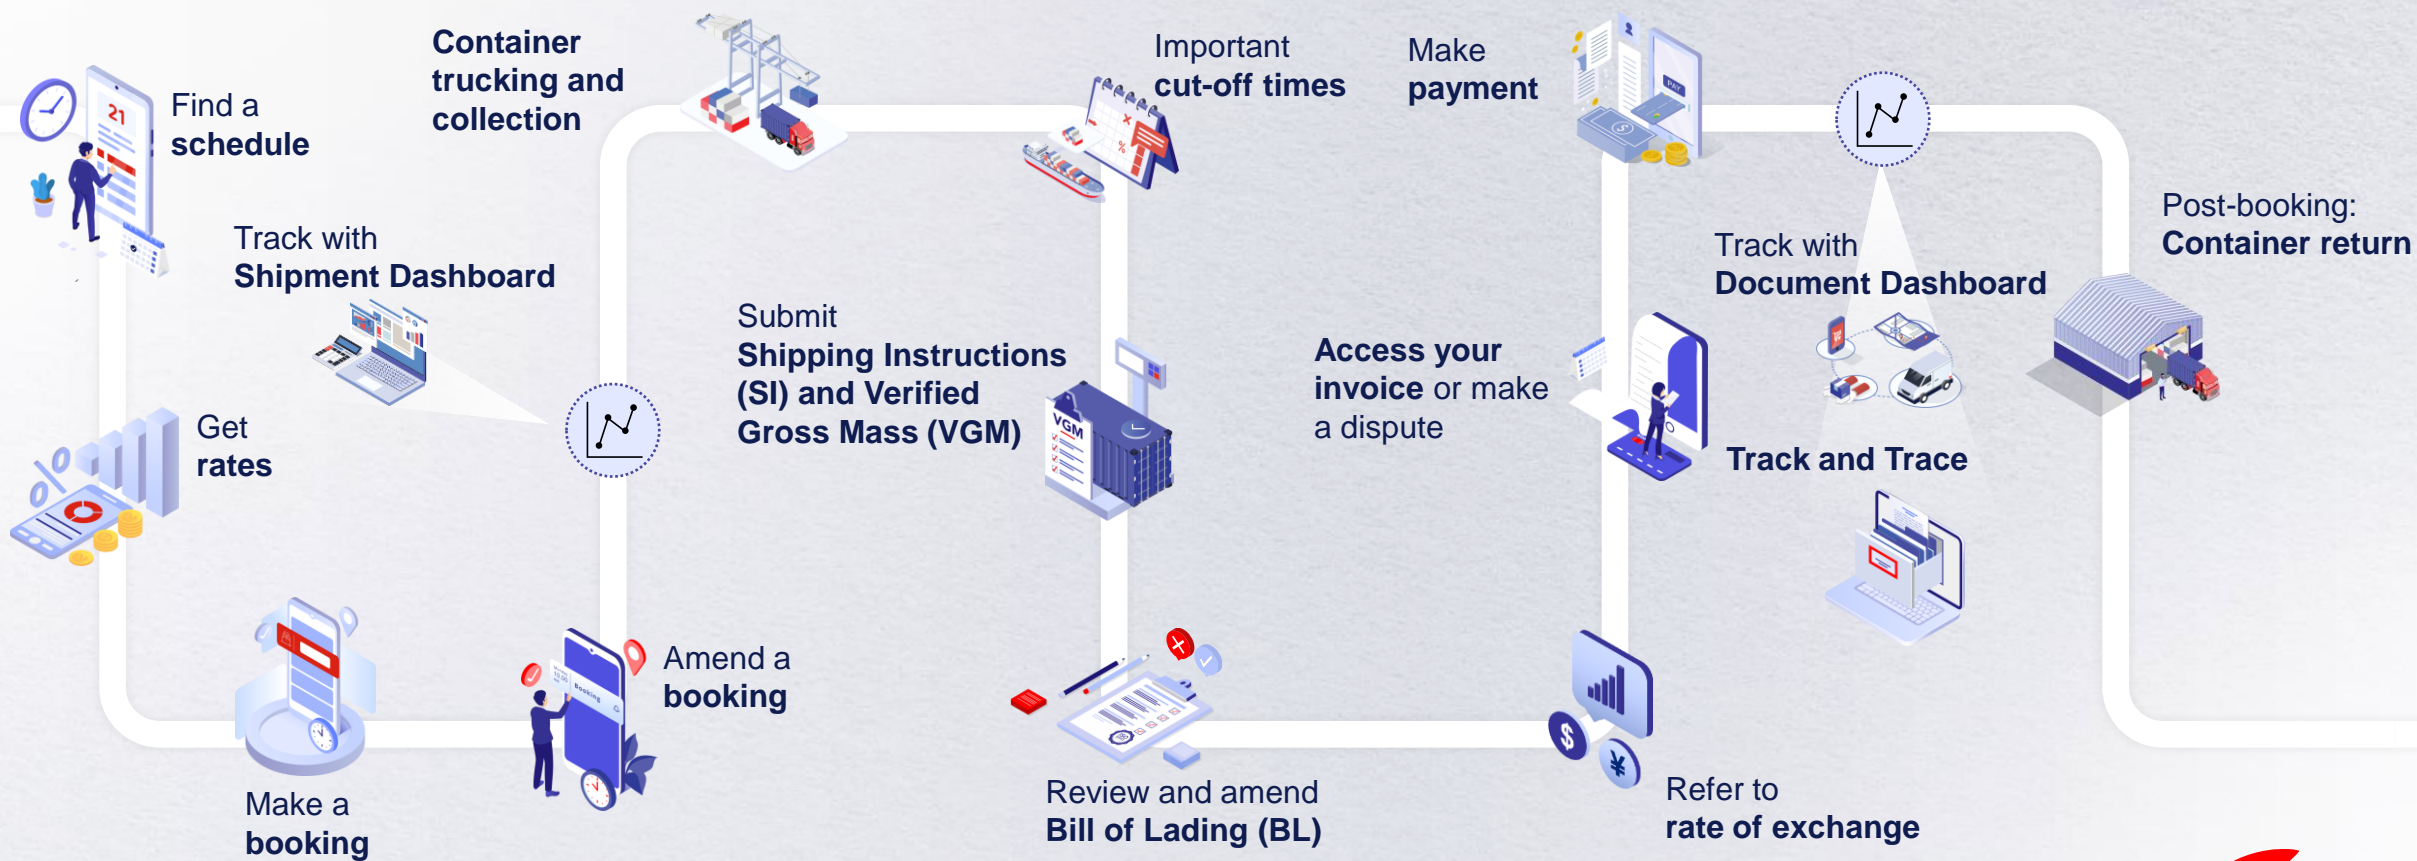 21
Find a
schedule
Get
rates
Make a
booking
Booking
Amend a
booking
Track with
Shipment Dashboard
Container
trucking and
collection
Important
cut-off times
%
Submit
Shipping Instructions
(SI) and Verified
Gross Mass (VGM)
VGM
Review and amend
Bill of Lading (BL)
$
¥
Refer to
rate of exchange
Access your
invoice or make
a dispute
Make
payment
PAY
Track with
Document Dashboard
Track and Trace
Post-booking:
Container return